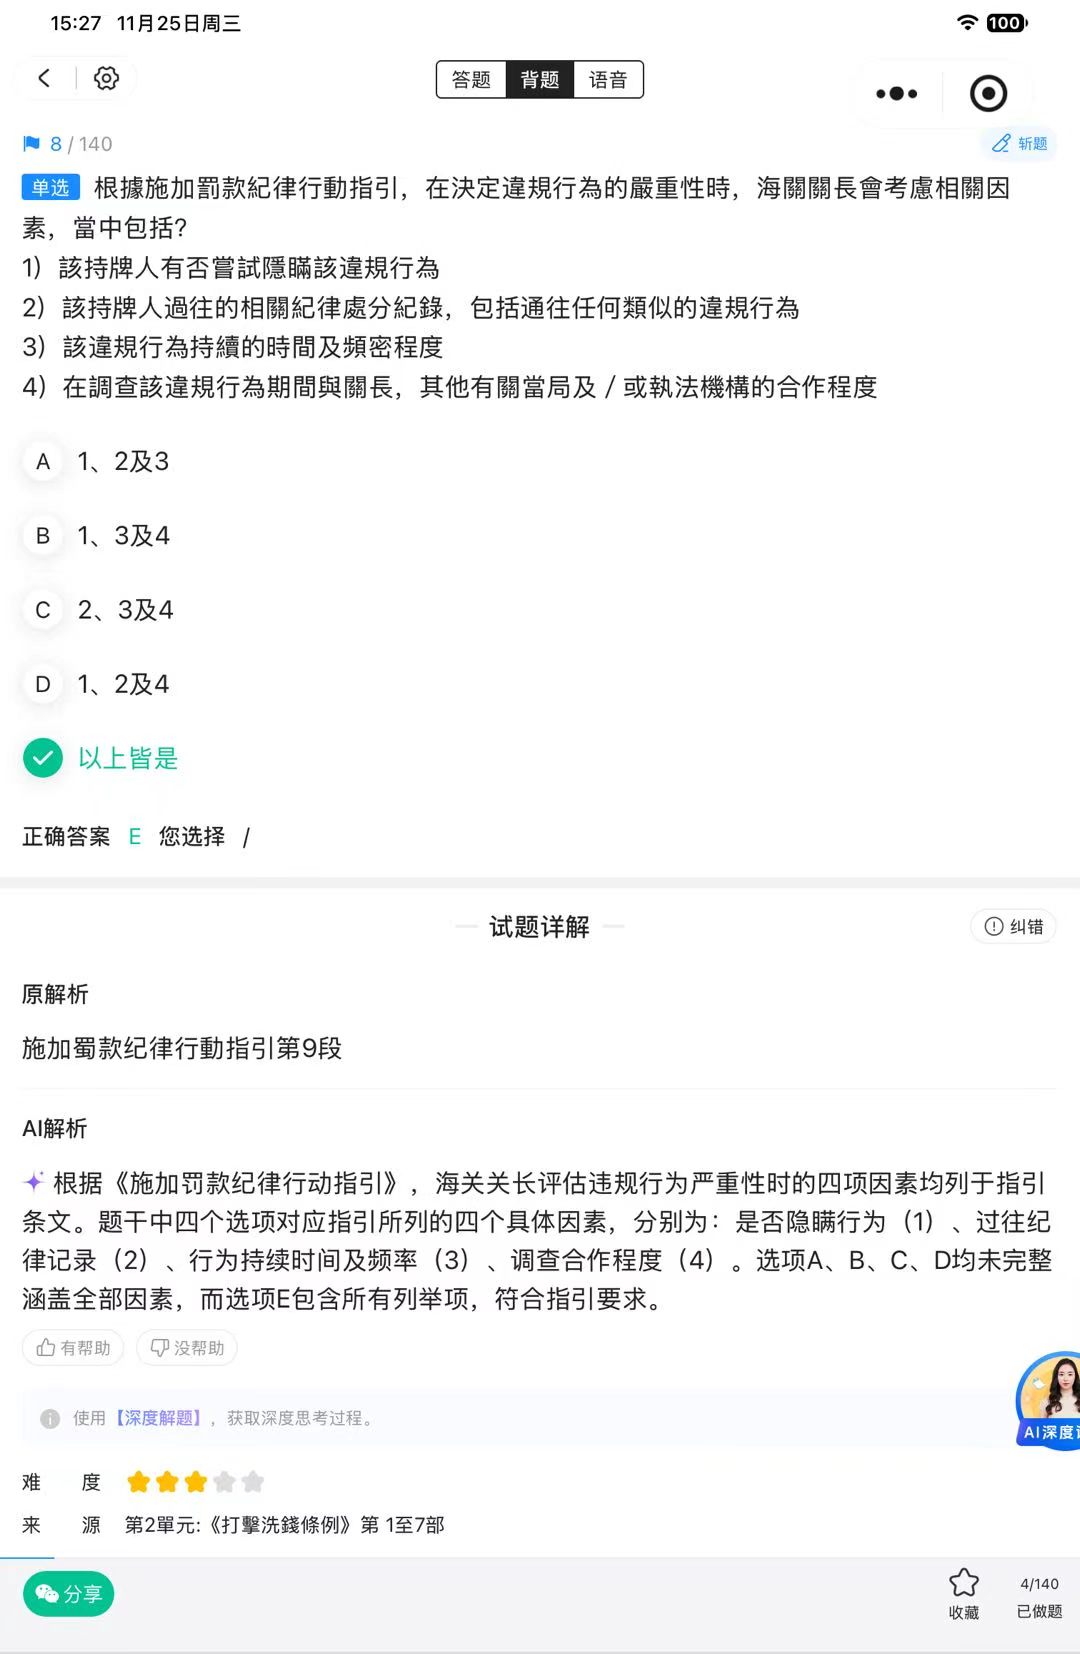 15:27 11月25日周三
100
答题 背题 语音
8 / 140
斩题
单选 根據施加罰款紀律行動指引，在決定違規行為的嚴重性時，海關關長會考慮相關因
素，當中包括?
1）該持牌人有否嘗試隱瞞該違規行為
2）該持牌人過往的相關紀律處分紀錄，包括通往任何類似的違規行為
3）該違規行為持續的時間及頻密程度
4）在調查該違規行為期間與關長，其他有關當局及 / 或執法機構的合作程度
A 1、2及3
B 1、3及4
C 2、3及4
D 1、2及4
以上皆是
正确答案 E 您选择 /
试题详解
纠错
原解析
施加蜀款纪律行動指引第9段
AI解析
根据《施加罚款纪律行动指引》，海关关长评估违规行为严重性时的四项因素均列于指引
条文。题干中四个选项对应指引所列的四个具体因素，分别为：是否隐瞒行为（1）、过往纪
律记录（2）、行为持续时间及频率（3）、调查合作程度（4）。选项A、B、C、D均未完整
涵盖全部因素，而选项E包含所有列举项，符合指引要求。
有帮助 没帮助
使用【深度解题】，获取深度思考过程。
AI深度
难 度
来 源 第2單元:《打擊洗錢條例》第 1至7部
分享
收藏
4/140
已做题